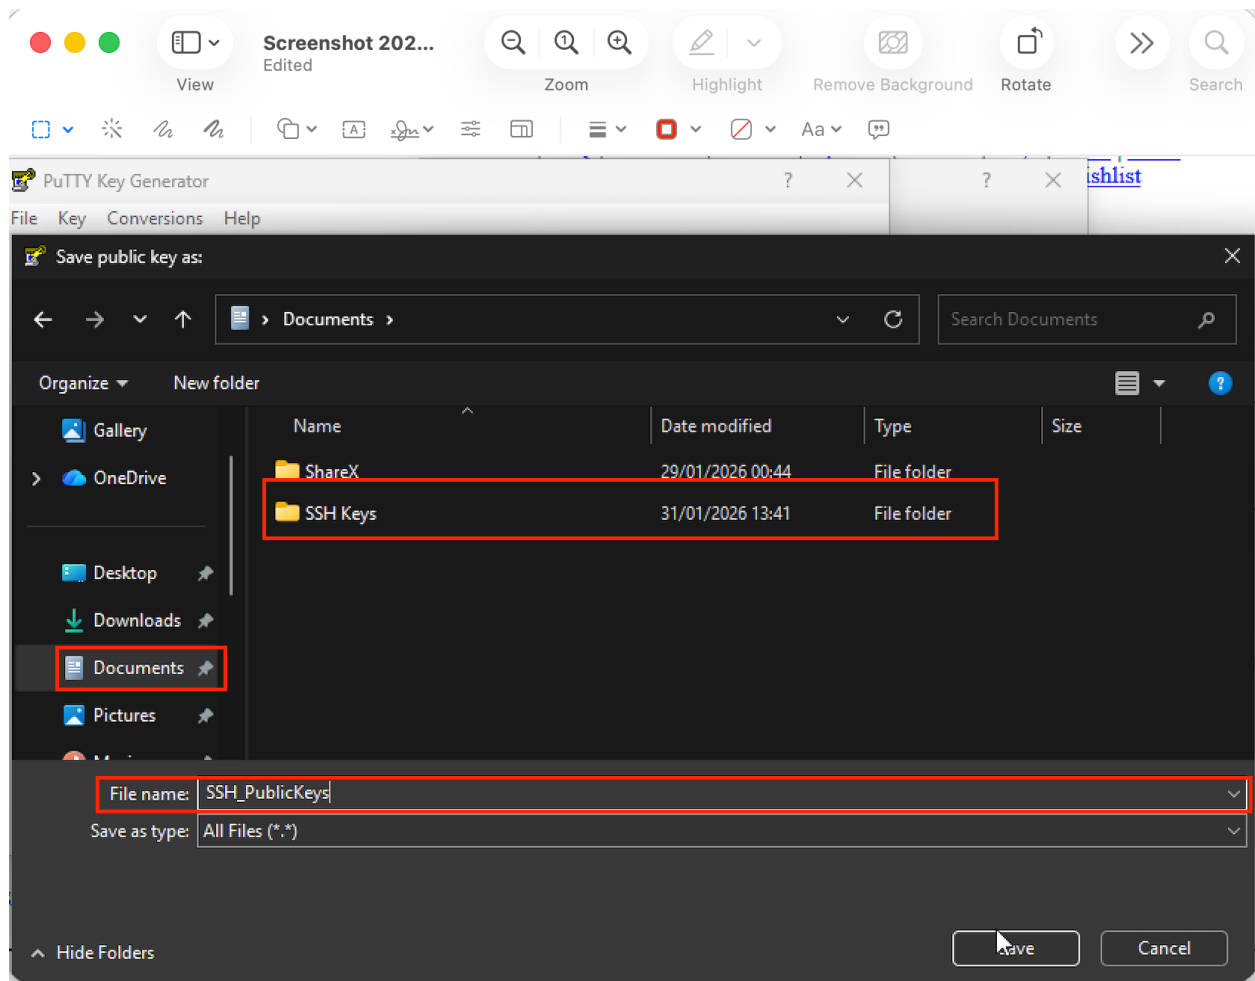 Screenshot 202...
Edited
View
Zoom
Highlight
Remove Background
Rotate
Search
Aa
ishlist
PuTTY Key Generator
File Key Conversions Help
Save public key as:
Documents
Search Documents
Organize New folder
Name Date modified Type Size
Gallery
OneDrive
ShareX 29/01/2026 00:44 File folder
SSH Keys 31/01/2026 13:41 File folder
Desktop
Downloads
Documents
Pictures
File name: SSH_PublicKeys
Save as type: All Files (*.*)
Hide Folders
Save Cancel